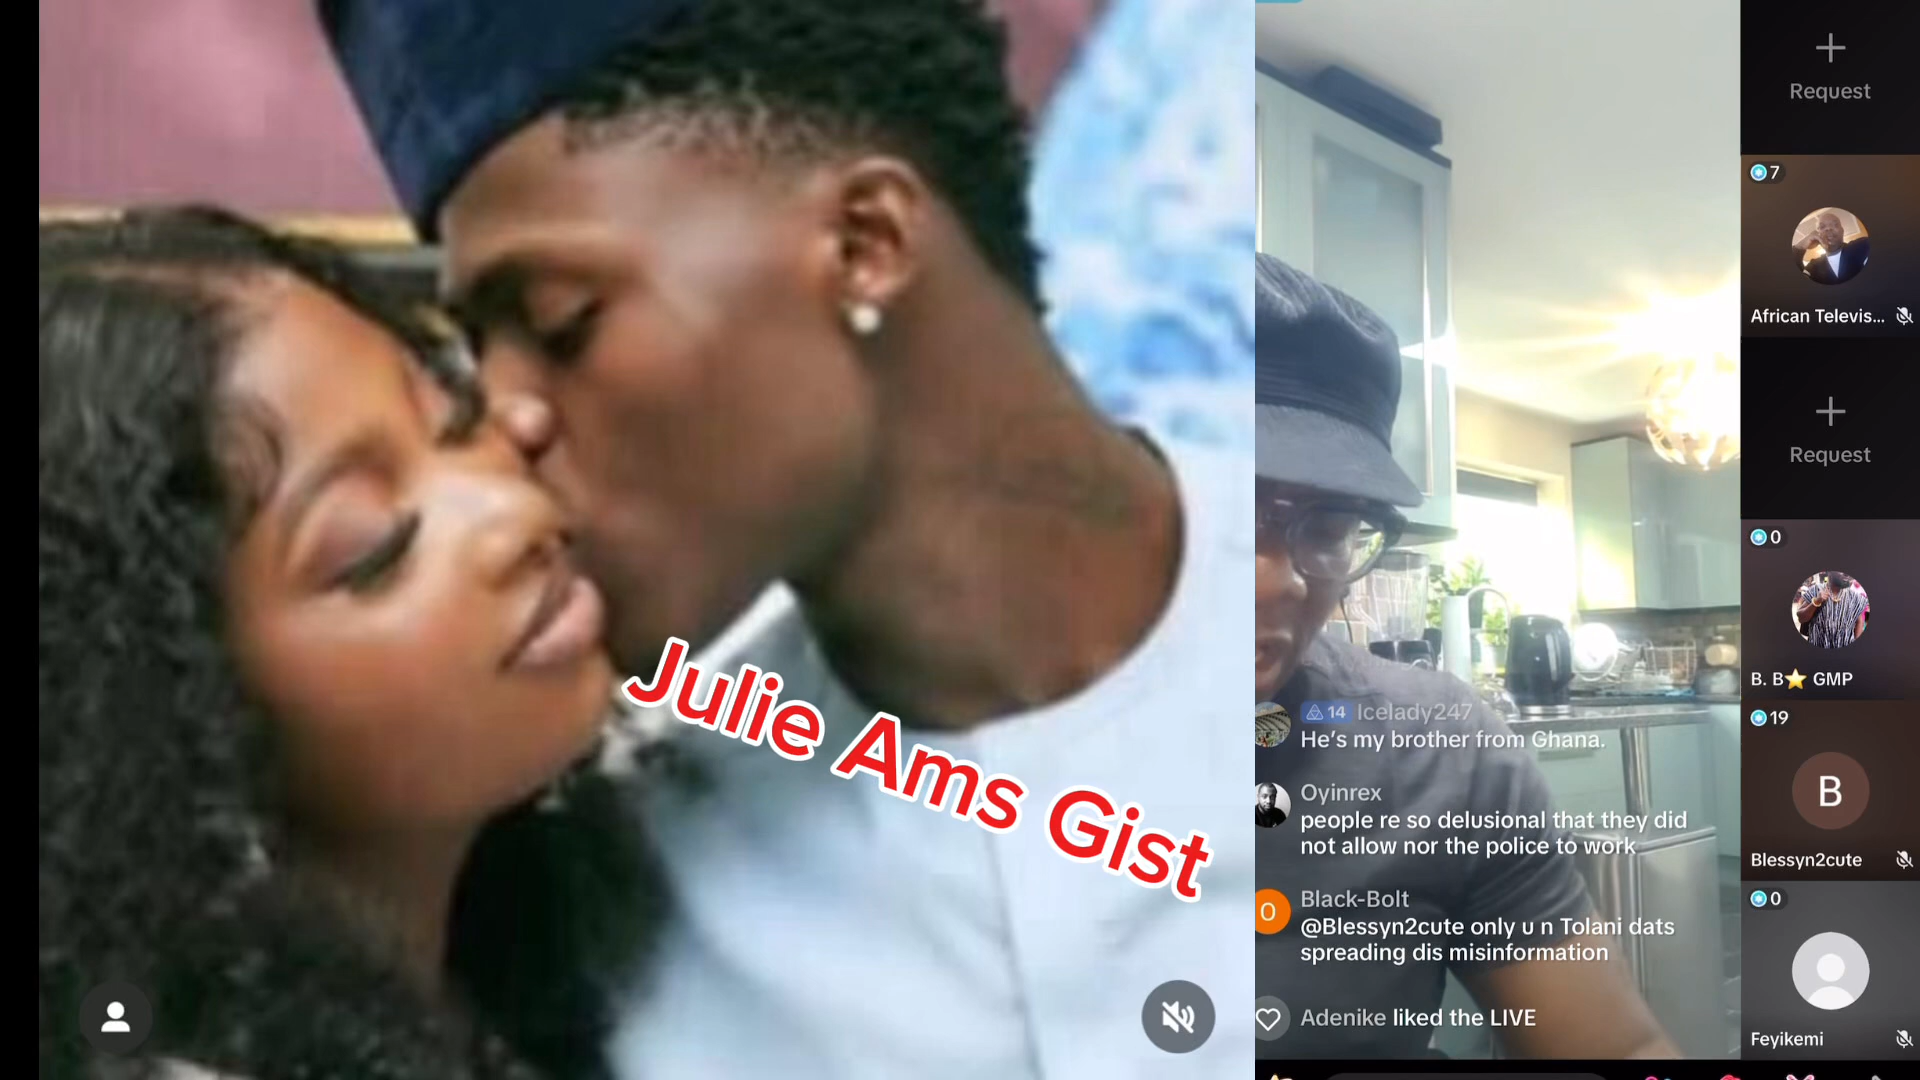 Julie Ams Gist
14 Icelady247
He's my brother from Ghana.
Oyinrex
people re so delusional that they did
not allow nor the police to work
O
Black-Bolt
@Blessyn2cute only u n Tolani dats
spreading dis misinformation
Adenike liked the LIVE
Request
7
African Televis...
Request
0
B. B⭐ GMP
19
B
Blessyn2cute
0
Feyikemi